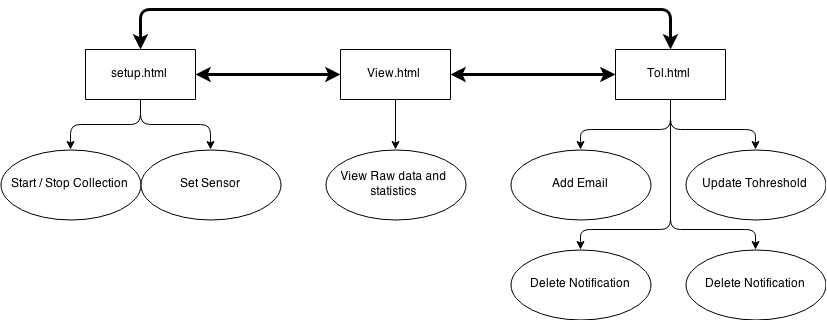 setup.html
View.html
Tol.html
Start / Stop Collection
Set Sensor
View Raw data and
statistics
Add Email
Update Tohreshold
Delete Notification
Delete Notification